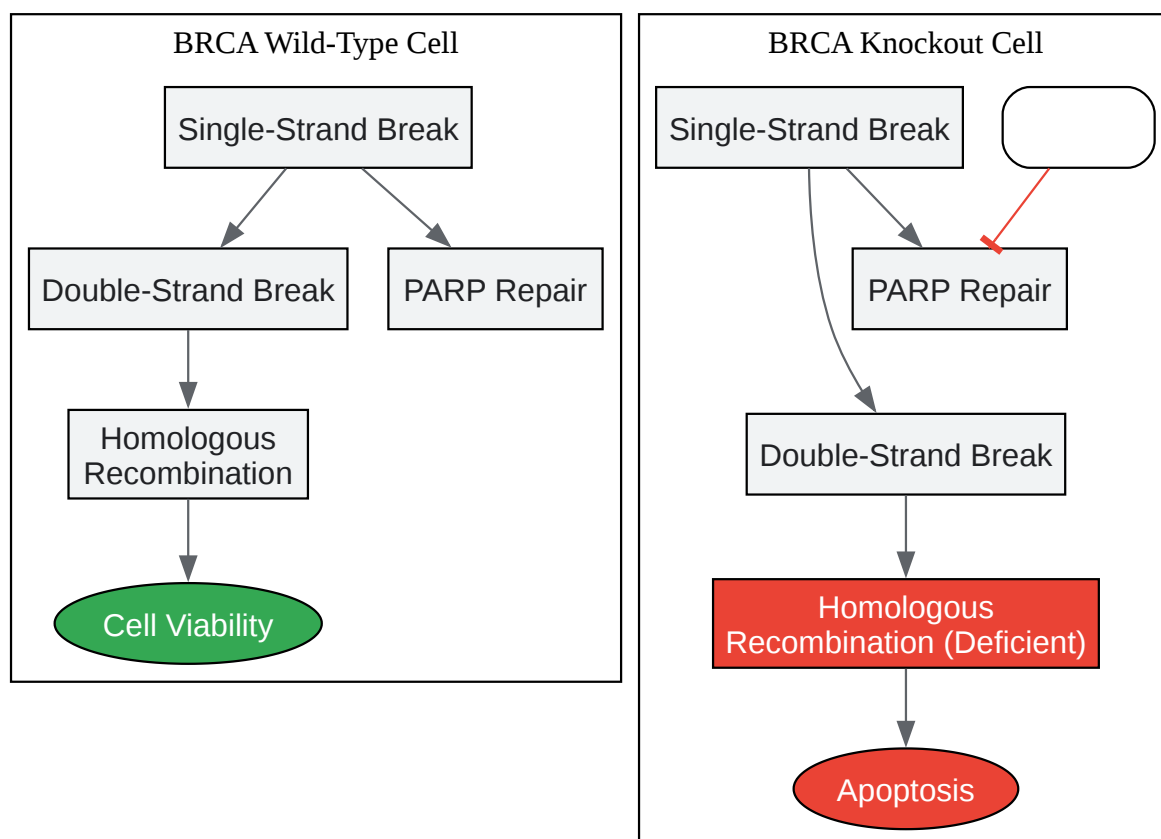 BRCA Wild-Type Cell
Single-Strand Break
Double-Strand Break
PARP Repair
Homologous
Recombination
Cell Viability
BRCA Knockout Cell
Single-Strand Break
PARP Repair
Double-Strand Break
Homologous
Recombination (Deficient)
Apoptosis